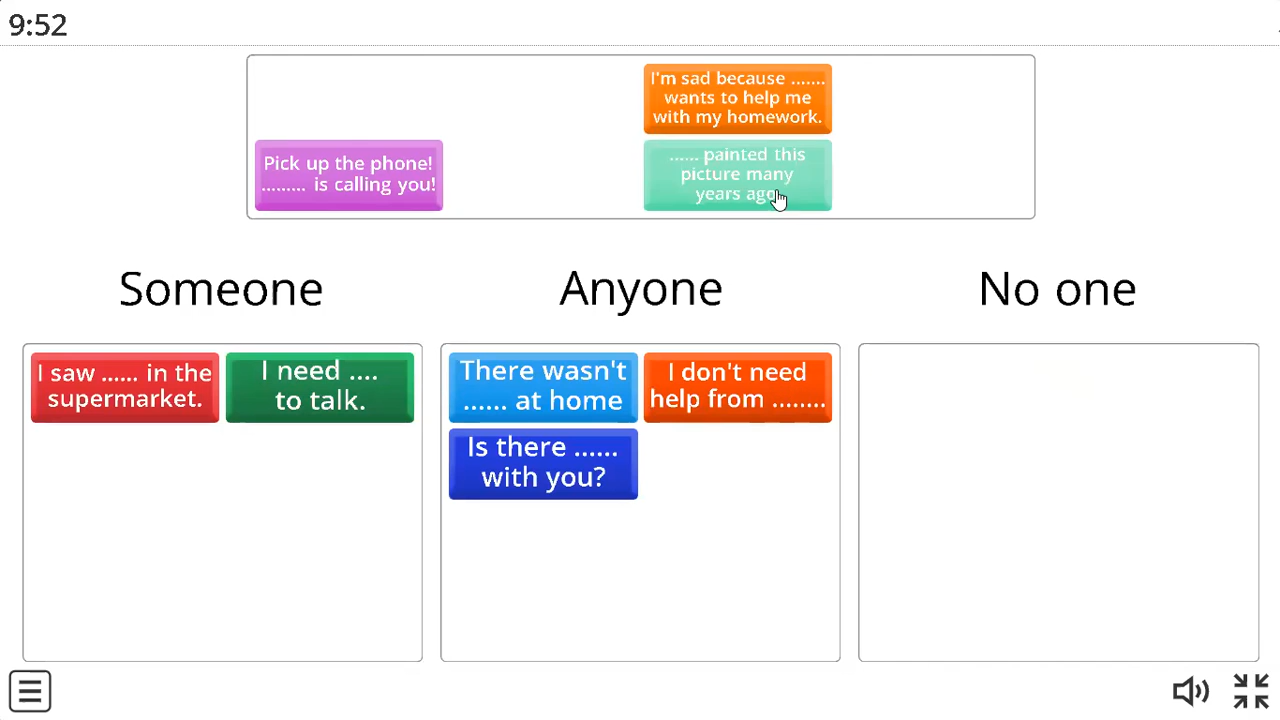 9:52
I'm sad because .......
wants to help me
with my homework.
Pick up the phone!
......... is calling you!
...... painted this
picture many
years ago
Someone
Anyone
No one
I saw ...... in the
supermarket.
I need ....
to talk.
There wasn't
...... at home
I don't need
help from ........
Is there ......
with you?